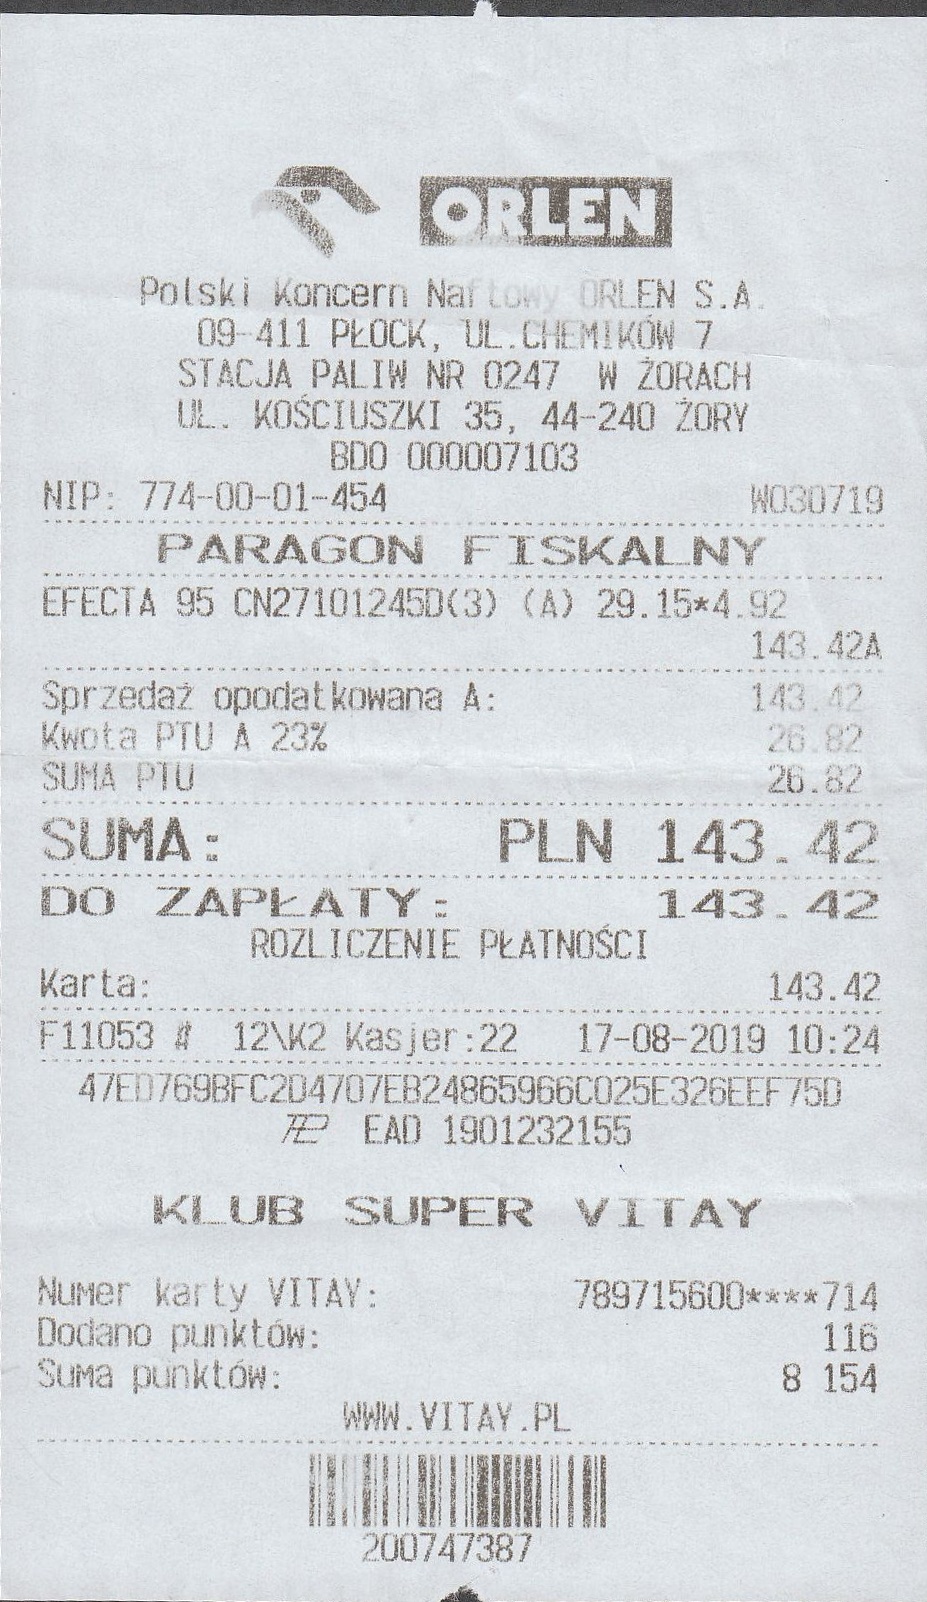 ORLEN
Polski Koncern Naftowy ORLEN S.A.
09-411 PŁOCK, UL.CHEMIKÓW 7
STACJA PALIW NR 0247 W ŻORACH
UL. KOŚCIUSZKI 35, 44-240 ŻORY
BDO 000007103
NIP: 774-00-01-454 W030719
PARAGON FISKALNY
EFECTA 95 CN27101245D(3) (A) 29.15*4.92
143.42A
Sprzedaż opodatkowana A: 143.42
Kwota PTU A 23% 26.82
SUMA PTU 26.82
SUMA: PLN 143.42
DO ZAPŁATY: 143.42
ROZLICZENIE PŁATNOŚCI
Karta: 143.42
F11053 # 12\K2 Kasjer:22 17-08-2019 10:24
47ED769BFC2D4707EB24865966C025E326EEF75D
EAD 1901232155
KLUB SUPER VITAY
Numer karty VITAY: 789715600****714
Dodano punktów: 116
Suma punktów: 8 154
WWW.VITAY.PL
200747387